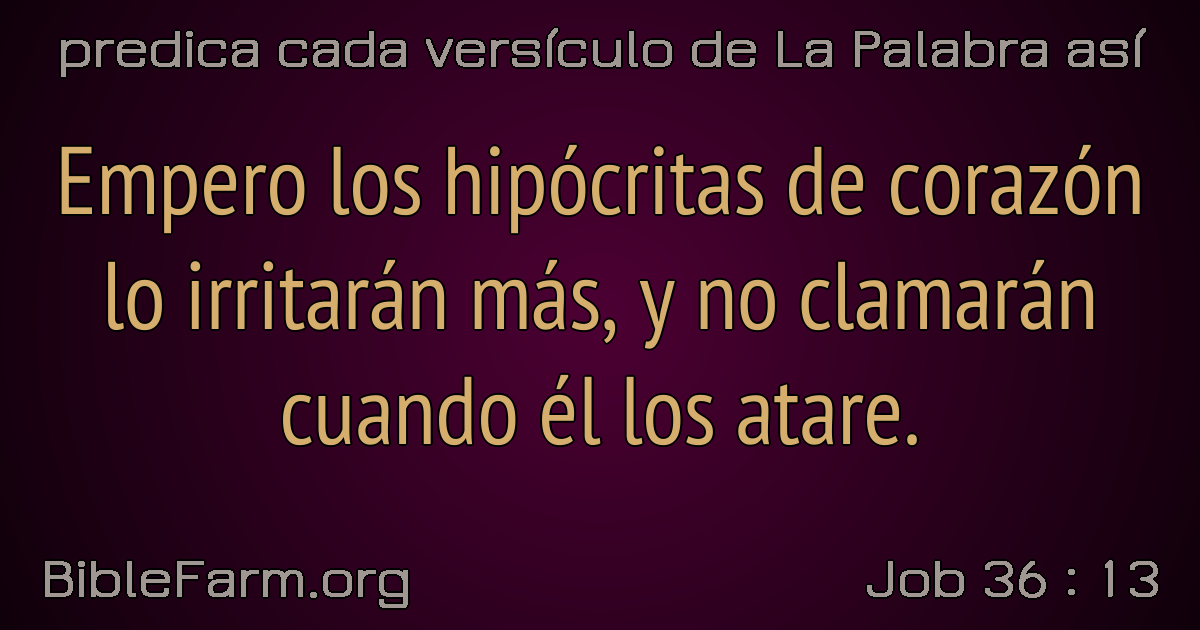 predica cada versículo de La Palabra así
Empero los hipócritas de corazón
lo irritarán más, y no clamarán
cuando él los atare.
BibleFarm.org
Job 36 : 13